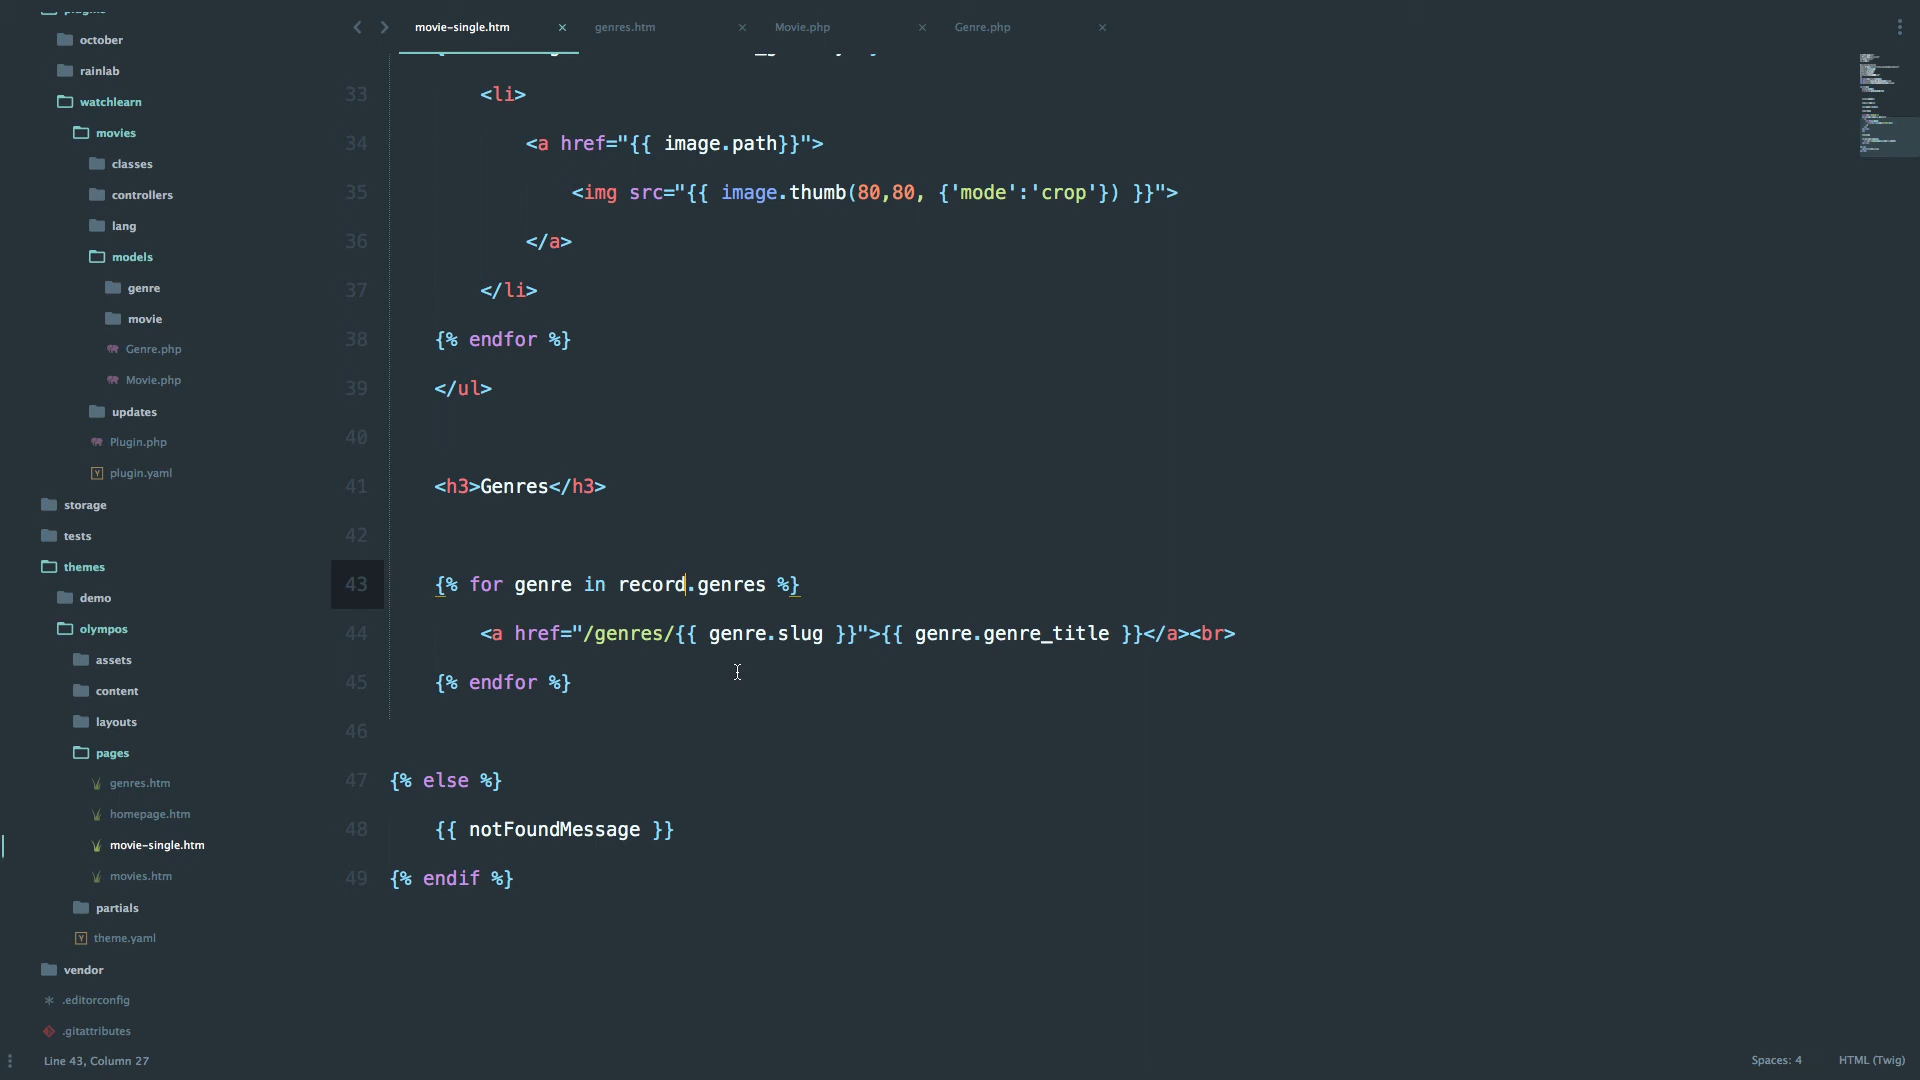 october
rainlab
watchlearn
movies
classes
controllers
lang
models
genre
movie
Genre.php
Movie.php
updates
Plugin.php
plugin.yaml
storage
tests
themes
demo
olympos
assets
content
layouts
pages
genres.htm
homepage.htm
movie-single.htm
movies.htm
partials
theme.yaml
vendor
.editorconfig
.gitattributes
movie-single.htm × genres.htm × Movie.php × Genre.php ×
33 <li>
34 <a href="{{ image.path}}">
35 <img src="{{ image.thumb(80,80, {'mode':'crop'}) }}">
36 </a>
37 </li>
38 {% endfor %}
39 </ul>
40
41 <h3>Genres</h3>
42
43 {% for genre in record.genres %}
44 <a href="/genres/{{ genre.slug }}">{{ genre.genre_title }}</a><br>
45 {% endfor %}
46
47 {% else %}
48 {{ notFoundMessage }}
49 {% endif %}
Line 43, Column 27 Spaces: 4 HTML (Twig)